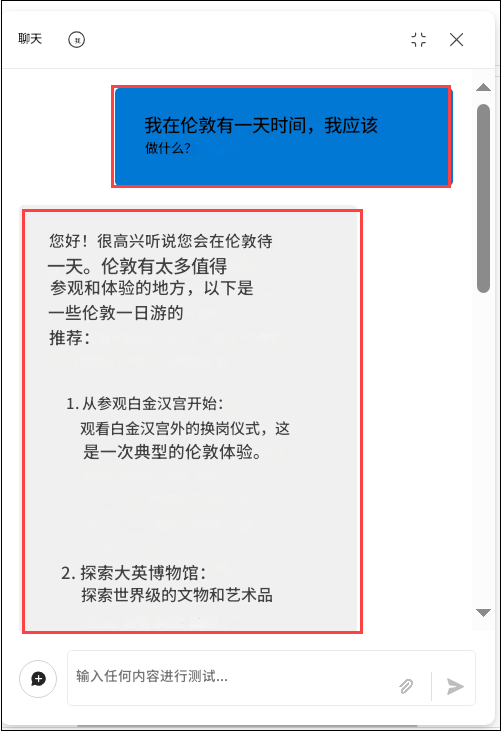 聊天
我在伦敦有一天时间，我应该
做什么？
您好！很高兴听说您会在伦敦待
一天。伦敦有太多值得
参观和体验的地方，以下是
一些伦敦一日游的
推荐：
1. 从参观白金汉宫开始：
观看白金汉宫外的换岗仪式，这
是一次典型的伦敦体验。
2. 探索大英博物馆：
探索世界级的文物和艺术品
输入任何内容进行测试...